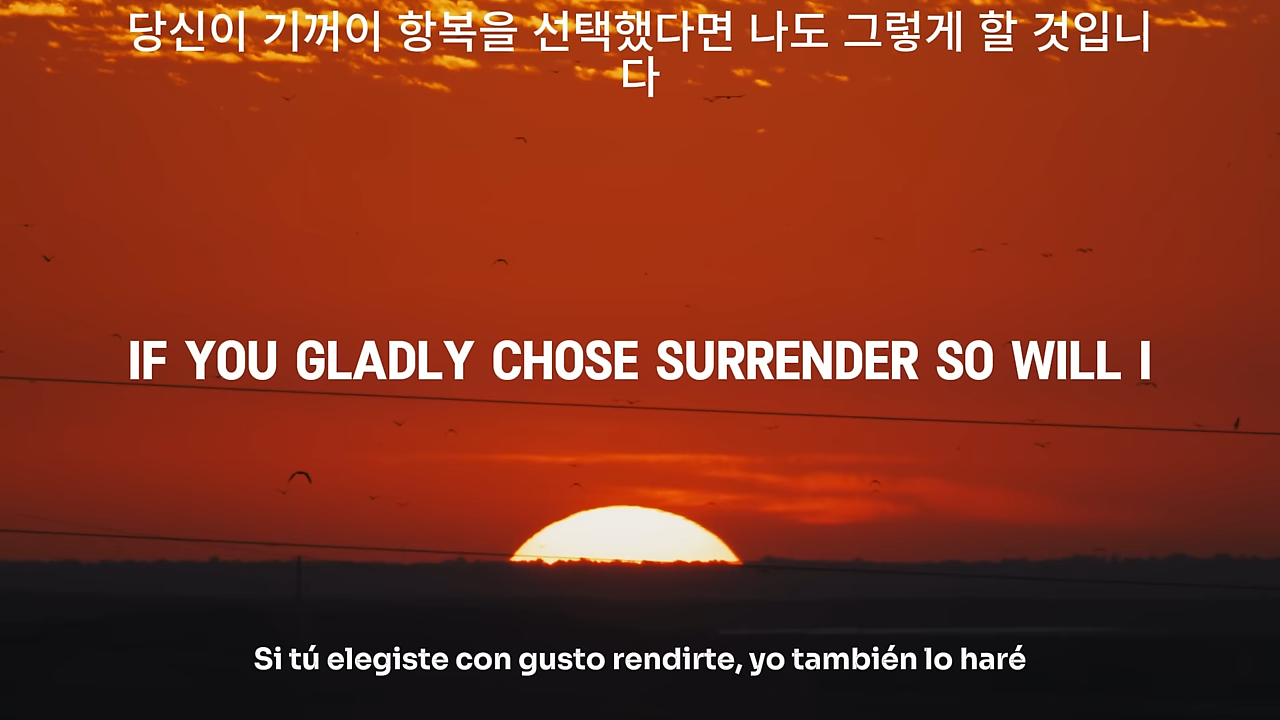 당신이 기꺼이 항복을 선택했다면 나도 그렇게 할 것입니
다
IF YOU GLADLY CHOSE SURRENDER SO WILL I
Si tú elegiste con gusto rendirte, yo también lo haré